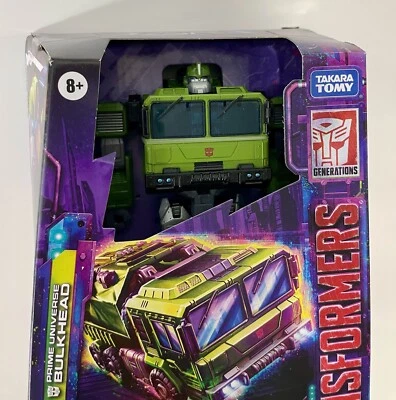 8+
TAKARA
TOMY
GENERATIONS
NSFORMERS
PRIME UNIVERSE
BULKHEAD